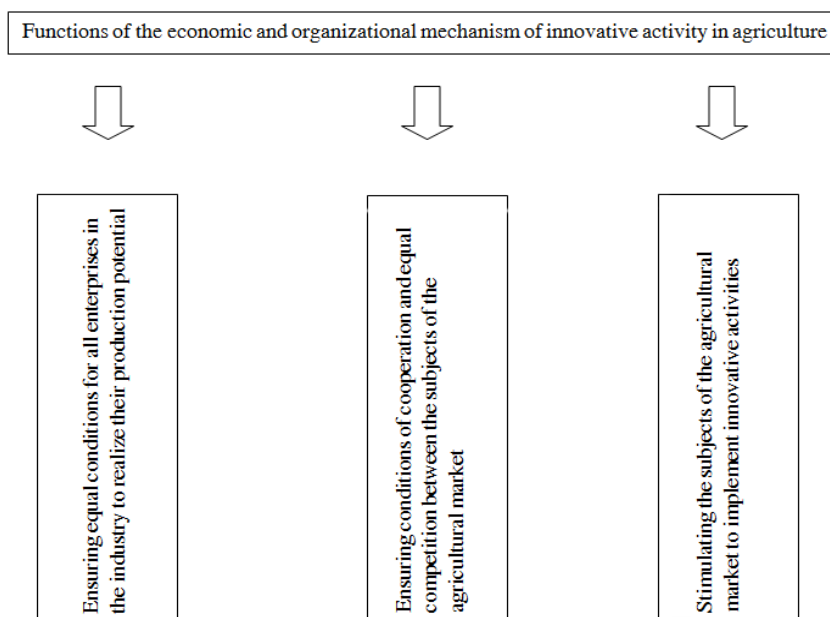 Functions of the economic and organizational mechanism of innovative activity in agriculture
Ensuring equal conditions for all enterprises in
the industry to realize their production potential
Ensuring conditions of cooperation and equal
competition between the subjects of the
agricultural market
Stimulating the subjects of the agricultural
market to implement innovative activities